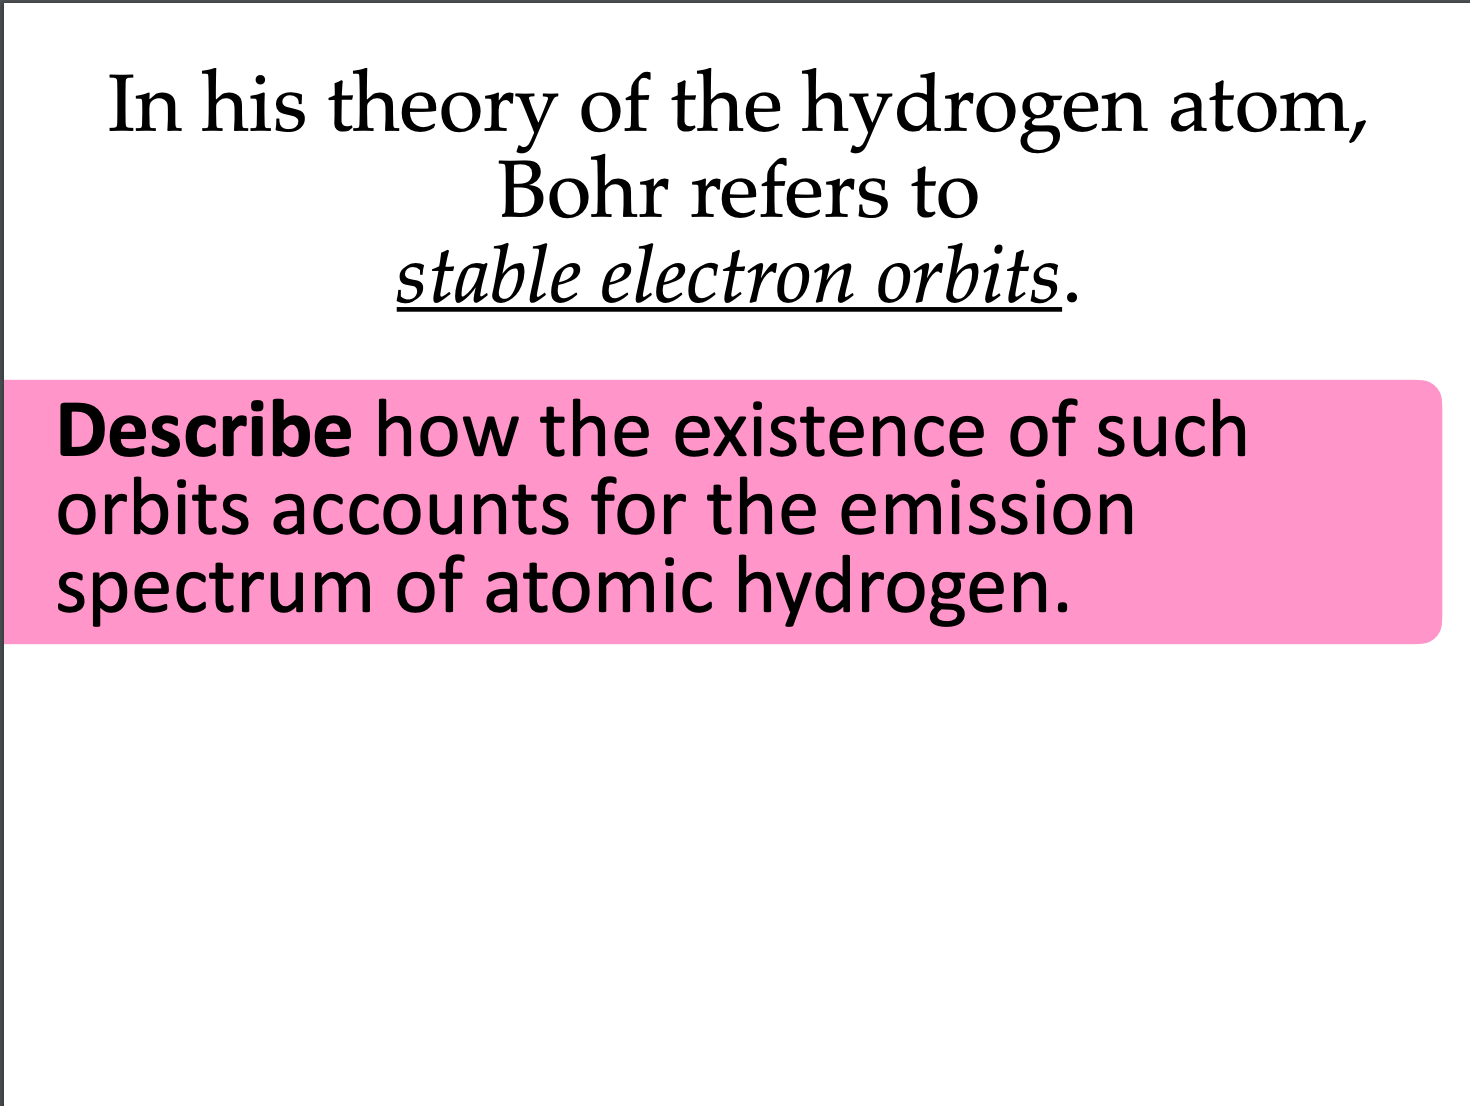 In his theory of the hydrogen atom,
Bohr refers to
stable electron orbits.
Describe how the existence of such
orbits accounts for the emission
spectrum of atomic hydrogen.